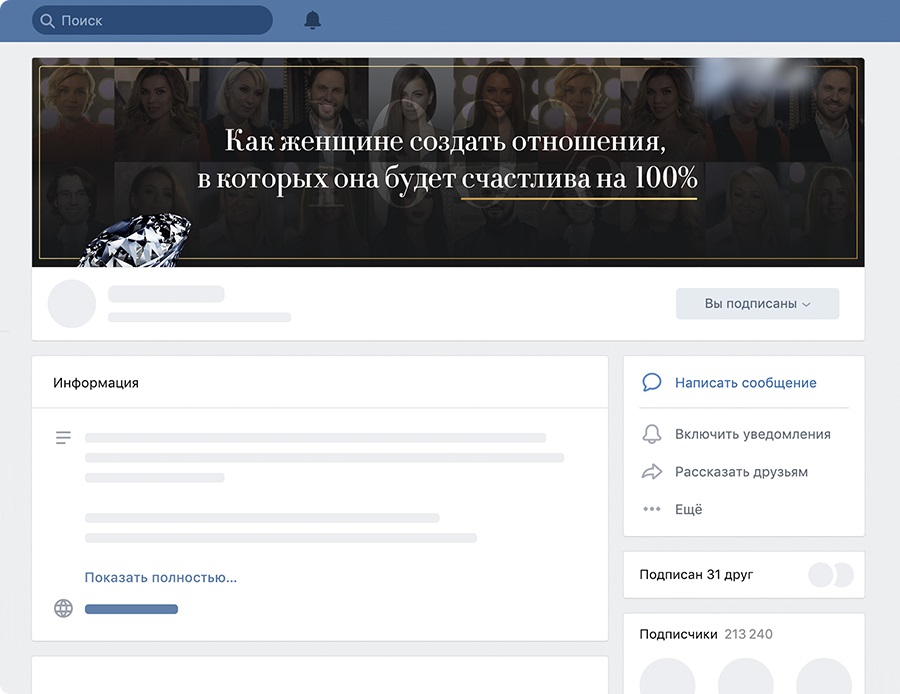 Поиск
Как женщине создать отношения,
в которых она будет счастлива на 100%
100%
Вы подписаны
Информация
Показать полностью...
Написать сообщение
Включить уведомления
Рассказать друзьям
Ещё
Подписан 31 друг
Подписчики 213 240